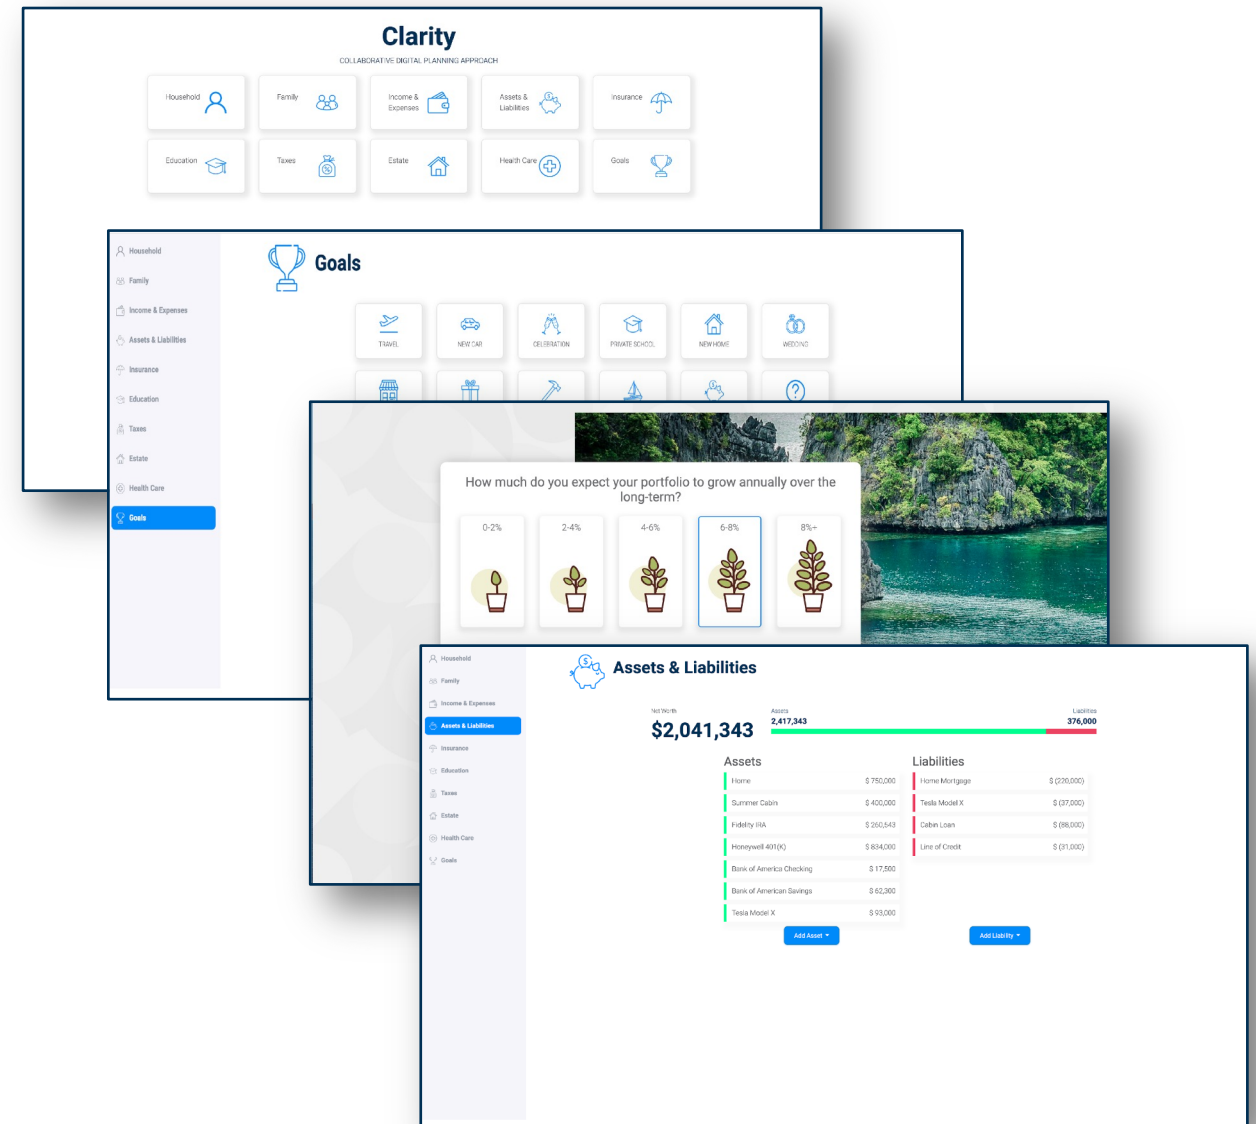 Clarity
COLLABORATIVE DIGITAL PLANNING APPROACH
Household
Family
Income &
Expenses
Assets &
Liabilities
Insurance
Education
Taxes
Estate
Health Care
Goals
Household
Family
Income & Expenses
Assets & Liabilities
Insurance
Education
Taxes
Estate
Health Care
Goals
Goals
TRAVEL
NEW CAR
CELEBRATION
PRIVATE SCHOOL
NEW HOME
WEDDING
How much do you expect your portfolio to grow annually over the
long-term?
0-2%
2-4%
4-6%
6-8%
8%+
Household
Family
Income & Expenses
Assets & Liabilities
Insurance
Education
Taxes
Estate
Health Care
Goals
Assets & Liabilities
Net Worth
$2,041,343
Assets
2,417,343
Liabilities
376,000
Assets
Home $ 750,000
Summer Cabin $ 400,000
Fidelity IRA $ 260,543
Honeywell 401(K) $ 834,000
Bank of America Checking $ 17,500
Bank of American Savings $ 62,300
Tesla Model X $ 93,000
Add Asset
Liabilities
Home Mortgage $ (220,000)
Tesla Model X $ (37,000)
Cabin Loan $ (88,000)
Line of Credit $ (31,000)
Add Liability